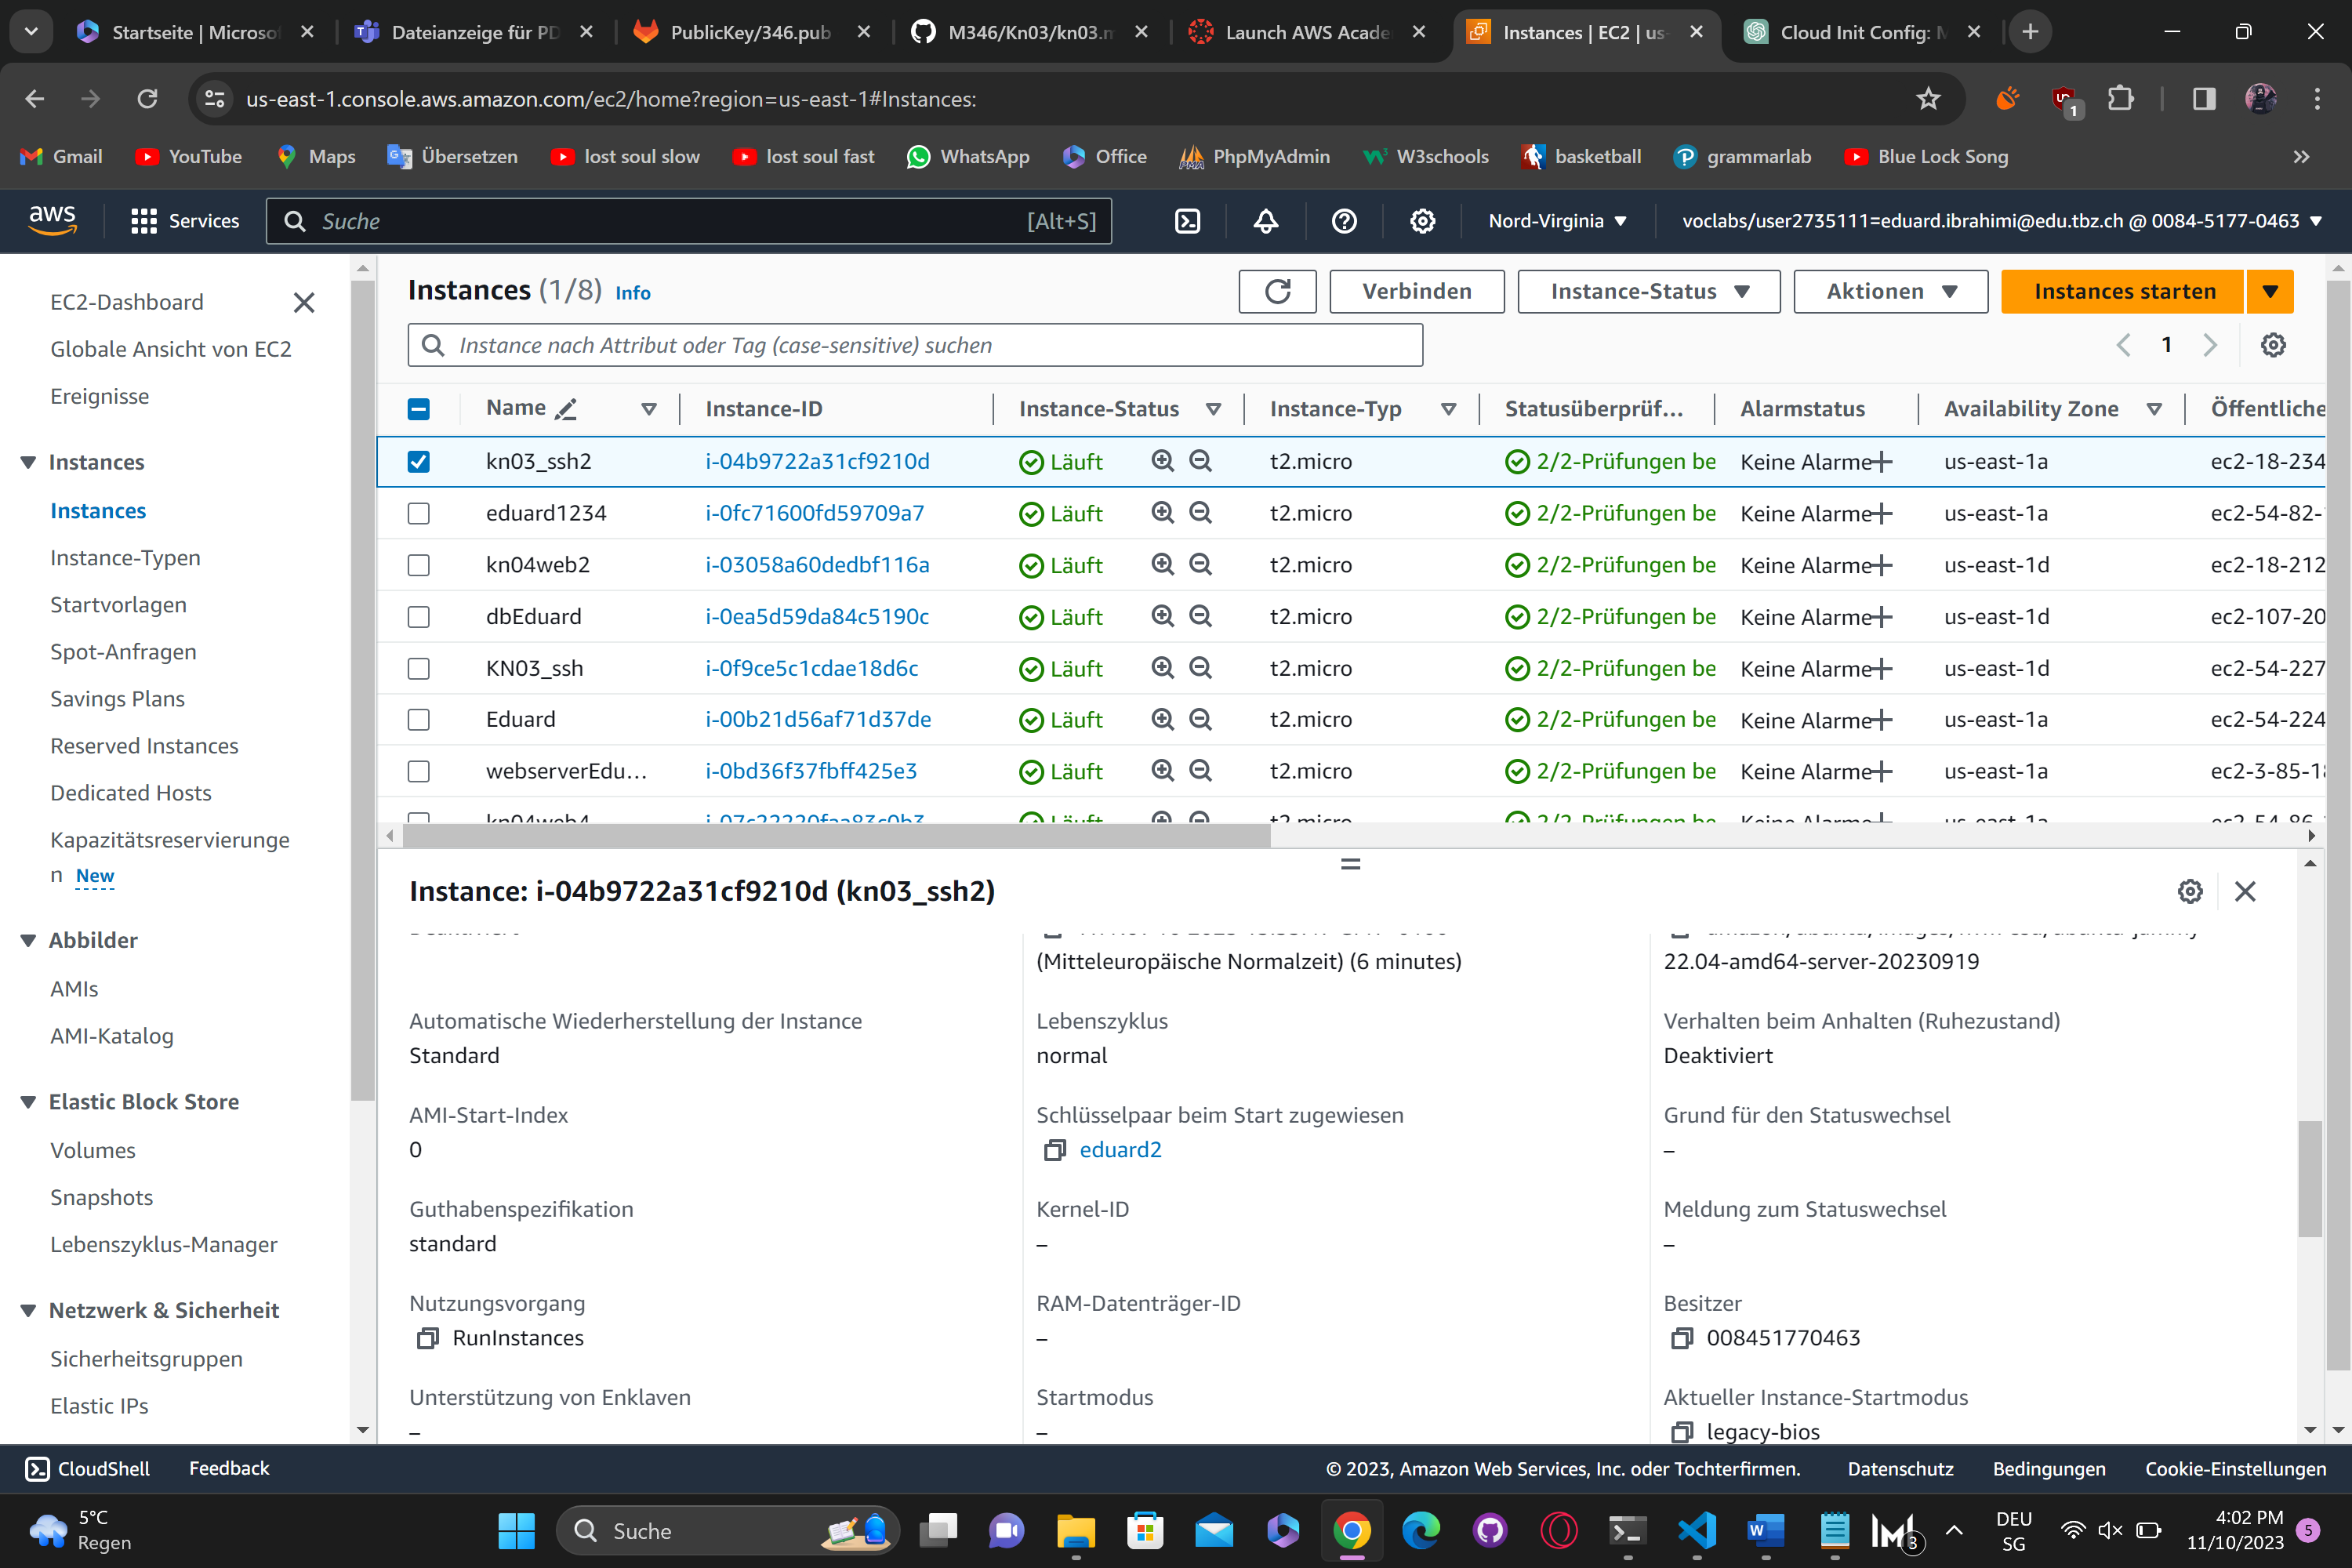 Startseite | Microso
Dateianzeige für PD
PublicKey/346.pub
M346/Kn03/kn03.m
Launch AWS Acade
Instances | EC2 | us-
Cloud Init Config: M
us-east-1.console.aws.amazon.com/ec2/home?region=us-east-1#Instances:
1
Gmail
YouTube
Maps
Übersetzen
lost soul slow
lost soul fast
WhatsApp
Office
PhpMyAdmin
W3schools
basketball
grammarlab
Blue Lock Song
aws
Services
Suche
[Alt+S]
Nord-Virginia
voclabs/user2735111=eduard.ibrahimi@edu.tbz.ch @ 0084-5177-0463
EC2-Dashboard
Globale Ansicht von EC2
Ereignisse
Instances
Instances
Instance-Typen
Startvorlagen
Spot-Anfragen
Savings Plans
Reserved Instances
Dedicated Hosts
Kapazitätsreservierunge
n New
Abbilder
AMIs
AMI-Katalog
Elastic Block Store
Volumes
Snapshots
Lebenszyklus-Manager
Netzwerk & Sicherheit
Sicherheitsgruppen
Elastic IPs
Instances (1/8) Info
Verbinden
Instance-Status
Aktionen
Instances starten
Instance nach Attribut oder Tag (case-sensitive) suchen
1
Name Instance-ID Instance-Status Instance-Typ Statusüberprüf... Alarmstatus Availability Zone Öffentliche
kn03_ssh2 i-04b9722a31cf9210d Läuft t2.micro 2/2-Prüfungen be Keine Alarme us-east-1a ec2-18-234
eduard1234 i-0fc71600fd59709a7 Läuft t2.micro 2/2-Prüfungen be Keine Alarme us-east-1a ec2-54-82-
kn04web2 i-03058a60dedbf116a Läuft t2.micro 2/2-Prüfungen be Keine Alarme us-east-1d ec2-18-212
dbEduard i-0ea5d59da84c5190c Läuft t2.micro 2/2-Prüfungen be Keine Alarme us-east-1d ec2-107-20
KN03_ssh i-0f9ce5c1cdae18d6c Läuft t2.micro 2/2-Prüfungen be Keine Alarme us-east-1d ec2-54-227
Eduard i-00b21d56af71d37de Läuft t2.micro 2/2-Prüfungen be Keine Alarme us-east-1a ec2-54-224
webserverEdu... i-0bd36f37fbff425e3 Läuft t2.micro 2/2-Prüfungen be Keine Alarme us-east-1a ec2-3-85-18
kn04web4 Läuft t2.micro 2/2-Prüfungen be Keine Alarme us-east-1a ec2-54-86-
Instance: i-04b9722a31cf9210d (kn03_ssh2)
(Mitteleuropäische Normalzeit) (6 minutes)
22.04-amd64-server-20230919
Automatische Wiederherstellung der Instance
Standard
Lebenszyklus
normal
Verhalten beim Anhalten (Ruhezustand)
Deaktiviert
AMI-Start-Index
0
Schlüsselpaar beim Start zugewiesen
eduard2
Grund für den Statuswechsel
–
Guthabenspezifikation
standard
Kernel-ID
–
Meldung zum Statuswechsel
–
Nutzungsvorgang
RunInstances
RAM-Datenträger-ID
–
Besitzer
008451770463
Unterstützung von Enklaven
–
Startmodus
–
Aktueller Instance-Startmodus
legacy-bios
CloudShell
Feedback
© 2023, Amazon Web Services, Inc. oder Tochterfirmen.
Datenschutz
Bedingungen
Cookie-Einstellungen
5°C
Regen
Suche
3
DEU
SG
4:02 PM
11/10/2023
5